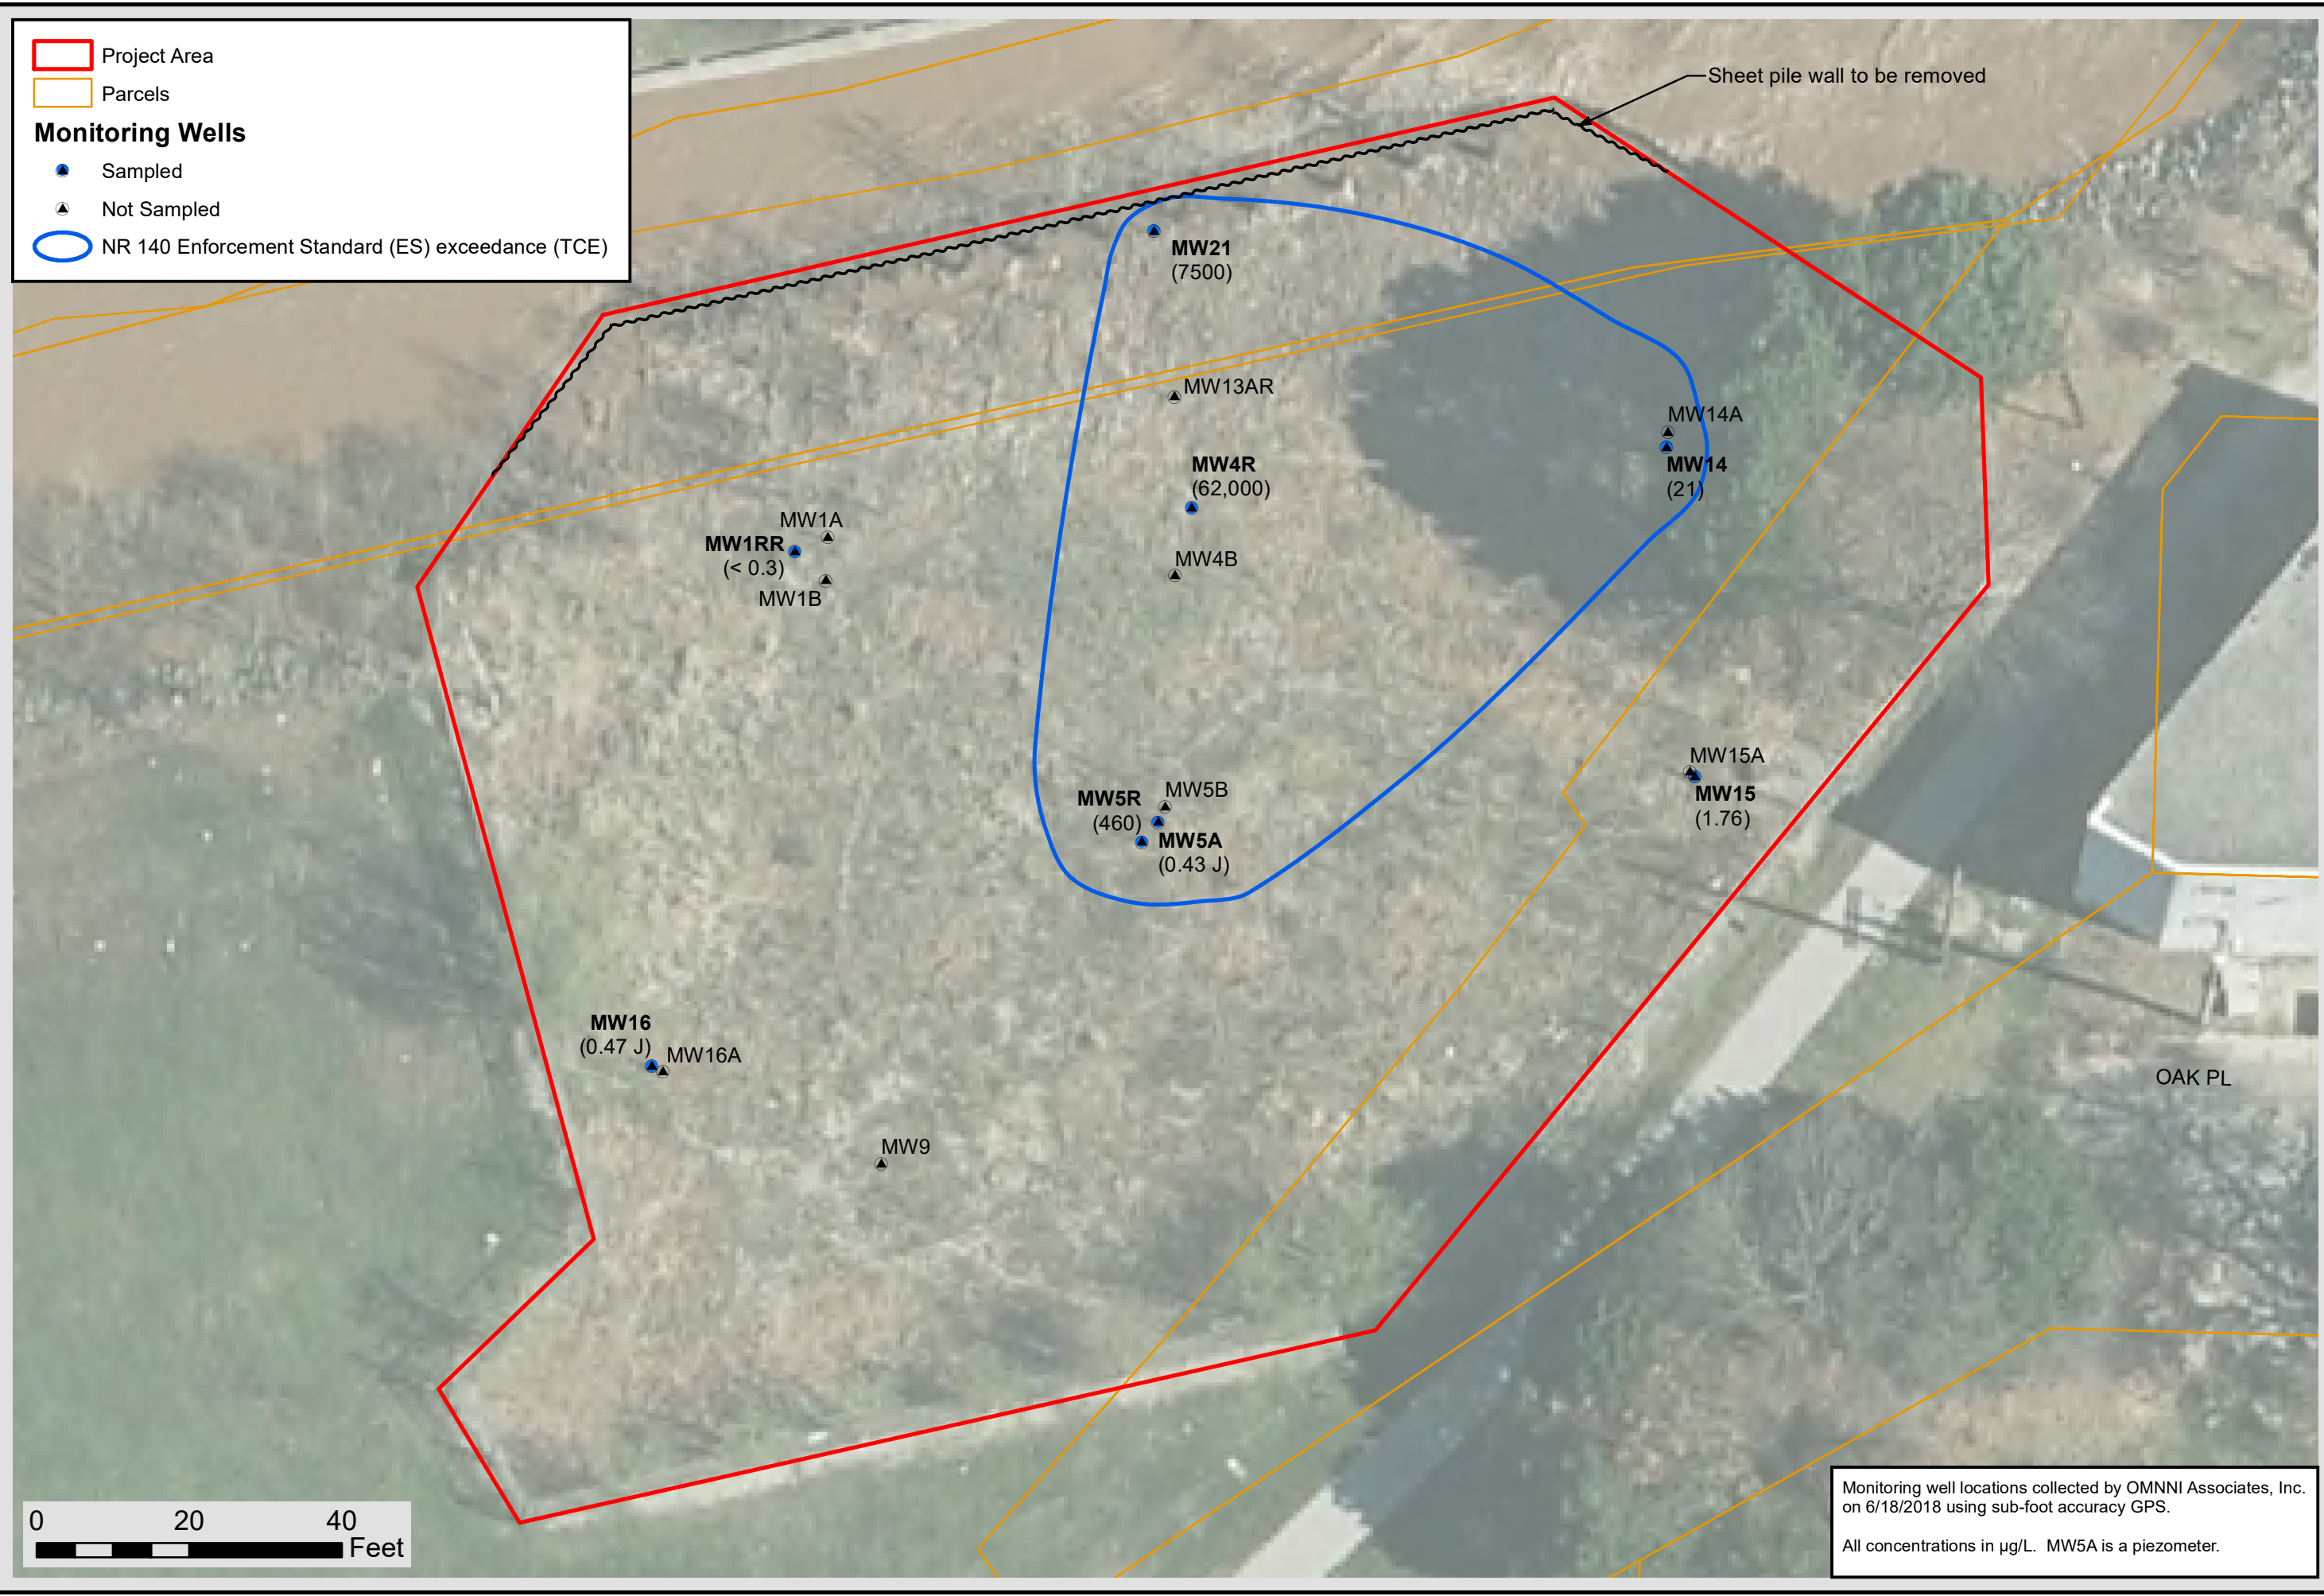 Project Area
Parcels
Monitoring Wells
Sampled
Not Sampled
NR 140 Enforcement Standard (ES) exceedance (TCE)
Sheet pile wall to be removed
MW21
(7500)
MW13AR
MW14A
MW14
(21)
MW4R
(62,000)
MW1A
MW1RR
(< 0.3)
MW1B
MW4B
MW15A
MW15
(1.76)
MW5B
MW5R
(460)
MW5A
(0.43 J)
MW16
(0.47 J)
MW16A
OAK PL
MW9
0 20 40
Feet
Monitoring well locations collected by OMNNI Associates, Inc.
on 6/18/2018 using sub-foot accuracy GPS.
All concentrations in µg/L. MW5A is a piezometer.